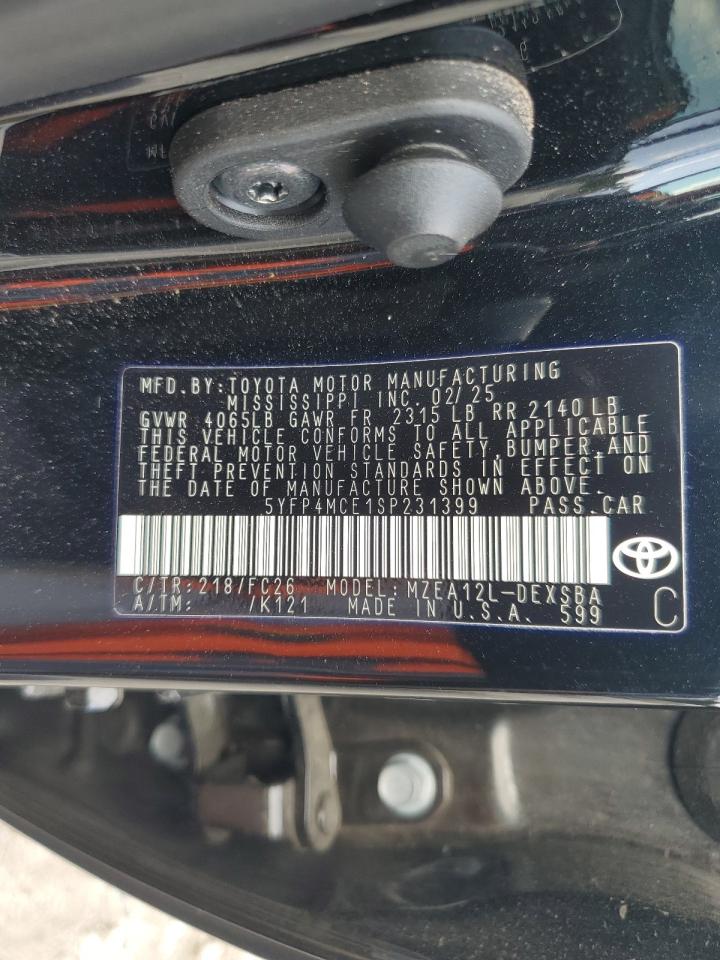 MFD. BY: TOYOTA MOTOR MANUFACTURING
MISSISSIPPI INC. 02/25
GVWR 4065LB GAWR FR 2315 LB RR 2140 LB
THIS VEHICLE CONFORMS TO ALL APPLICABLE
FEDERAL MOTOR VEHICLE SAFETY, BUMPER, AND
THEFT PREVENTION STANDARDS IN EFFECT ON
THE DATE OF MANUFACTURE SHOWN ABOVE.
5YFP4MCE1SP231399 PASS. CAR
C/TR: 218/FC26 MODEL: MZEA12L-DEXSBA
A/TM: /K121 MADE IN U.S.A. 599
C